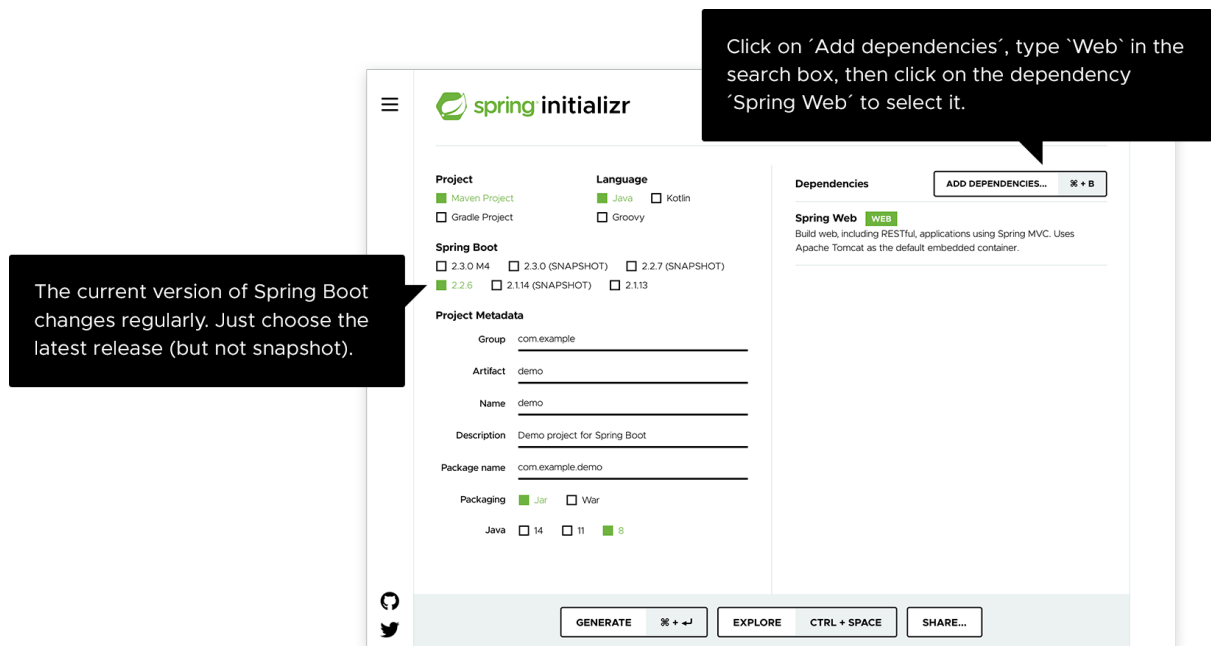 Click on ´Add dependencies´, type `Web` in the
search box, then click on the dependency
´Spring Web´ to select it.
spring initializr
Project
Maven Project
Gradle Project
Language
Java Kotlin
Groovy
Spring Boot
2.3.0 M4 2.3.0 (SNAPSHOT) 2.2.7 (SNAPSHOT)
2.2.6 2.1.14 (SNAPSHOT) 2.1.13
The current version of Spring Boot
changes regularly. Just choose the
latest release (but not snapshot).
Project Metadata
Group com.example
Artifact demo
Name demo
Description Demo project for Spring Boot
Package name com.example.demo
Packaging Jar War
Java 14 11 8
Dependencies ADD DEPENDENCIES... ⌘ + B
Spring Web WEB
Build web, including RESTful, applications using Spring MVC. Uses
Apache Tomcat as the default embedded container.
GENERATE ⌘ + ↵ EXPLORE CTRL + SPACE SHARE...